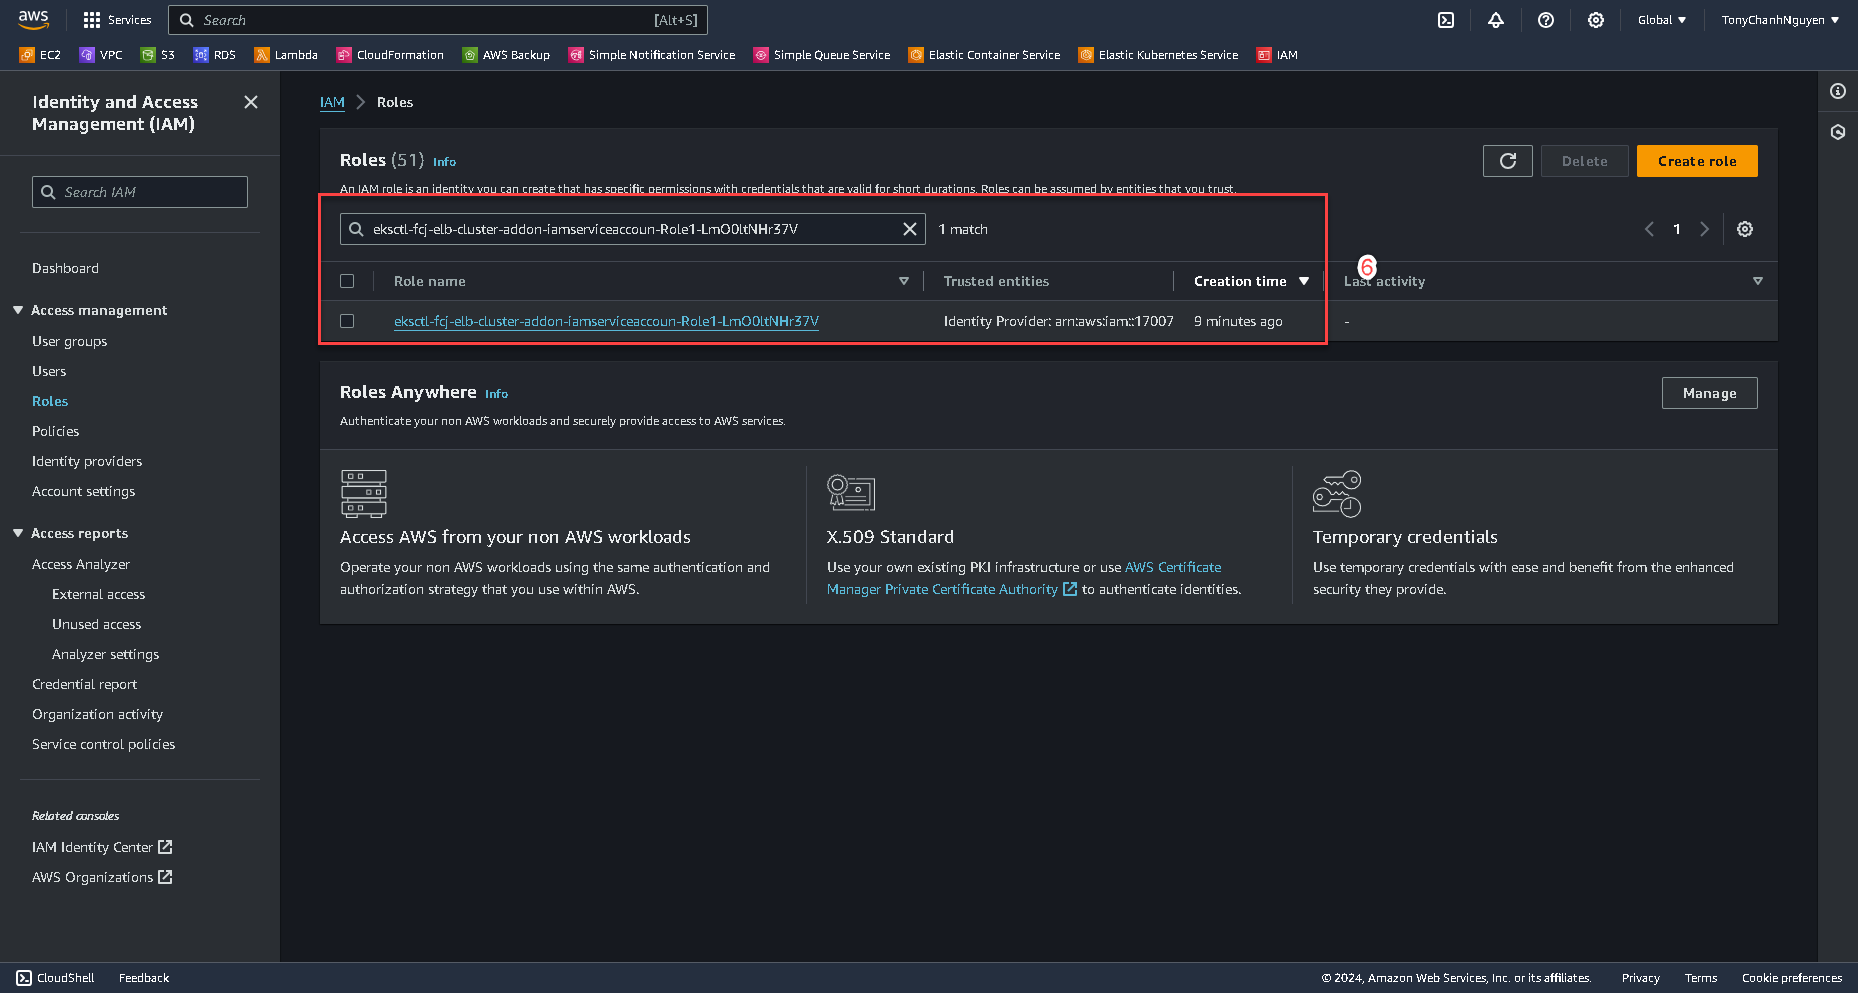 aws
Services
Search
[Alt+S]
Global
TonyChanhNguyen
EC2
VPC
S3
RDS
Lambda
CloudFormation
AWS Backup
Simple Notification Service
Simple Queue Service
Elastic Container Service
Elastic Kubernetes Service
IAM
Identity and Access
Management (IAM)
Search IAM
Dashboard
Access management
User groups
Users
Roles
Policies
Identity providers
Account settings
Access reports
Access Analyzer
External access
Unused access
Analyzer settings
Credential report
Organization activity
Service control policies
Related consoles
IAM Identity Center
AWS Organizations
IAM > Roles
Roles (51) Info
An IAM role is an identity you can create that has specific permissions with credentials that are valid for short durations. Roles can be assumed by entities that you trust.
Delete
Create role
eksctl-fcj-elb-cluster-addon-iamserviceaccoun-Role1-LmO0ltNHr37V
1 match
1
6
Role name
Trusted entities
Creation time
Last activity
eksctl-fcj-elb-cluster-addon-iamserviceaccoun-Role1-LmO0ltNHr37V
Identity Provider: arn:aws:iam::17007
9 minutes ago
-
Roles Anywhere Info
Authenticate your non AWS workloads and securely provide access to AWS services.
Manage
Access AWS from your non AWS workloads
Operate your non AWS workloads using the same authentication and
authorization strategy that you use within AWS.
X.509 Standard
Use your own existing PKI infrastructure or use AWS Certificate
Manager Private Certificate Authority to authenticate identities.
Temporary credentials
Use temporary credentials with ease and benefit from the enhanced
security they provide.
CloudShell
Feedback
© 2024, Amazon Web Services, Inc. or its affiliates.
Privacy
Terms
Cookie preferences